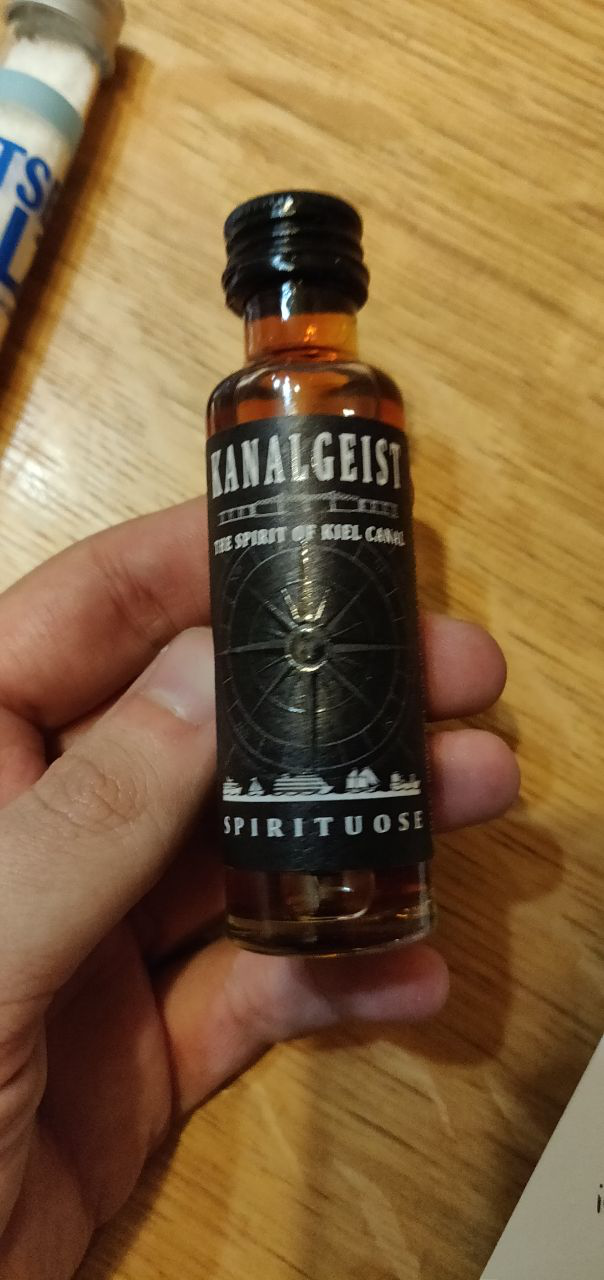 KANALGEIST
THE SPIRIT OF KIEL CANAL
SPIRITUOSE